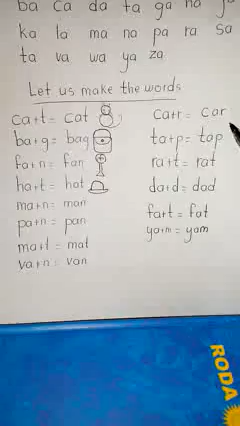 ba ca da ta ga ha
ka la ma na pa ra sa
ta va wa ya za
Let us make the words
ca+t = cat
ba+g = bag
fa+n = fan
ha+t = hat
ma+n = man
pa+n = pan
ma+t = mat
va+n = van
ca+r = car
ta+p = tap
ra+t = rat
da+d = dad
fa+t = fat
ya+m = yam
RODA